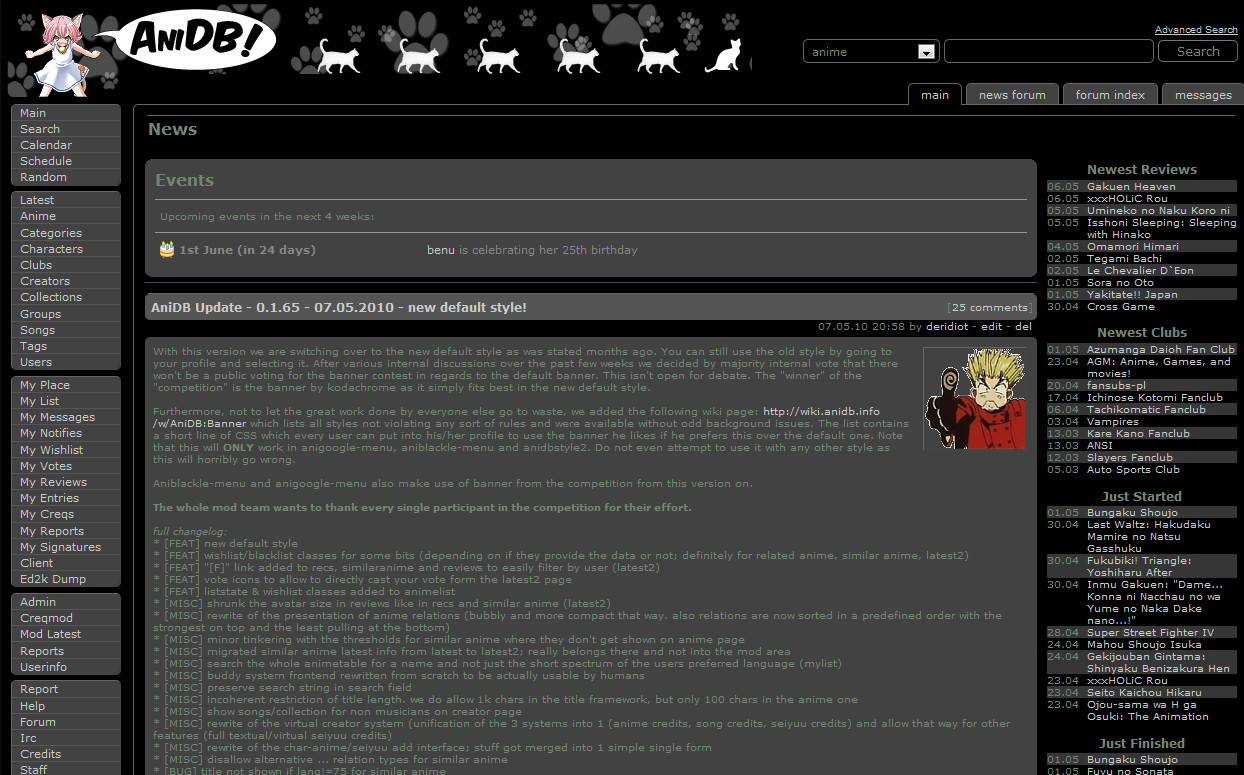 AniDB!
Advanced Search
anime
Search
main
news forum
forum index
messages
Main
Search
Calendar
Schedule
Random
Latest
Anime
Categories
Characters
Clubs
Creators
Collections
Groups
Songs
Tags
Users
My Place
My List
My Messages
My Notifies
My Wishlist
My Votes
My Reviews
My Entries
My Creqs
My Reports
My Signatures
Client
Ed2k Dump
Admin
Creqmod
Mod Latest
Reports
Userinfo
Report
Help
Forum
Irc
Credits
Staff
News
Events
Upcoming events in the next 4 weeks:
1st June (in 24 days) benu is celebrating her 25th birthday
AniDB Update - 0.1.65 - 07.05.2010 - new default style! [25 comments]
07.05.10 20:58 by deridiot - edit - del
With this version we are switching over to the new default style as was stated months ago. You can still use the old style by going to
your profile and selecting it. After various internal discussions over the past few weeks we decided by majority internal vote that there
won't be a public voting for the banner contest in regards to the default banner. This isn't open for debate. The "winner" of the
"competition" is the banner by kodachrome as it simply fits best in the new default style.
Furthermore, not to let the great work done by everyone else go to waste, we added the following wiki page: http://wiki.anidb.info
/w/AniDB:Banner which lists all styles not violating any sort of rules and were available without odd background issues. The list contains
a short line of CSS which every user can put into his/her profile to use the banner he likes if he prefers this over the default one. Note
that this will ONLY work in anigoogle-menu, aniblackle-menu and anidbstyle2. Do not even attempt to use it with any other style as
this will horribly go wrong.
Aniblackle-menu and anigoogle-menu also make use of banner from the competition from this version on.
The whole mod team wants to thank every single participant in the competition for their effort.
full changelog:
* [FEAT] new default style
* [FEAT] wishlist/blacklist classes for some bits (depending on if they provide the data or not; definitely for related anime, similar anime, latest2)
* [FEAT] "[F]" link added to recs, similaranime and reviews to easily filter by user (latest2)
* [FEAT] vote icons to allow to directly cast your vote form the latest2 page
* [FEAT] liststate & wishlist classes added to animelist
* [MISC] shrunk the avatar size in reviews like in recs and similar anime (latest2)
* [MISC] rewrite of the presentation of anime relations (bubbly and more compact that way. also relations are now sorted in a predefined order with the
strongest on top and the least pulling at the bottom)
* [MISC] minor tinkering with the thresholds for similar anime where they don't get shown on anime page
* [MISC] migrated similar anime latest info from latest to latest2; really belongs there and not into the mod area
* [MISC] search the whole animetable for a name and not just the short spectrum of the users preferred language (mylist)
* [MISC] buddy system frontend rewritten from scratch to be actually usable by humans
* [MISC] preserve search string in search field
* [MISC] incoherent restriction of title length. we do allow 1k chars in the title framework, but only 100 chars in the anime one
* [MISC] show songs/collection for non musicians on creator page
* [MISC] rewrite of the virtual creator system (unification of the 3 systems into 1 (anime credits, song credits, seiyuu credits) and allow that way for other
features (full textual/virtual seiyuu credits)
* [MISC] rewrite of the char-anime/seiyuu add interface; stuff got merged into 1 simple single form
* [MISC] disallow alternative ... relation types for similar anime
* [BUG] title not shown if lang!=75 for similar anime
Newest Reviews
06.05 Gakuen Heaven
06.05 xxxHOLiC Rou
05.05 Umineko no Naku Koro ni
05.05 Isshoni Sleeping: Sleeping
with Hinako
04.05 Omamori Himari
02.05 Tegami Bachi
02.05 Le Chevalier D`Eon
01.05 Sora no Oto
01.05 Yakitate!! Japan
30.04 Cross Game
Newest Clubs
01.05 Azumanga Daioh Fan Club
23.04 AGM: Anime, Games, and
movies!
20.04 fansubs-pl
17.04 Ichinose Kotomi Fanclub
06.04 Tachikomatic Fanclub
03.04 Vampires
13.03 Kare Kano Fanclub
13.03 ANSI
12.03 Slayers Fanclub
05.03 Auto Sports Club
Just Started
01.05 Bungaku Shoujo
30.04 Last Waltz: Hakudaku
Mamire no Natsu
Gasshuku
30.04 Fukubiki! Triangle:
Yoshiharu After
30.04 Inmu Gakuen: "Dame...
Konna ni Nacchau no wa
Yume no Naka Dake
nano...!"
28.04 Super Street Fighter IV
24.04 Mahou Shoujo Isuka
24.04 Gekijouban Gintama:
Shinyaku Benizakura Hen
23.04 xxxHOLiC Rou
23.04 Seito Kaichou Hikaru
23.04 Ojou-sama wa H ga
Osuki: The Animation
Just Finished
01.05 Bungaku Shoujo
01.05 Fuyu no Sonata